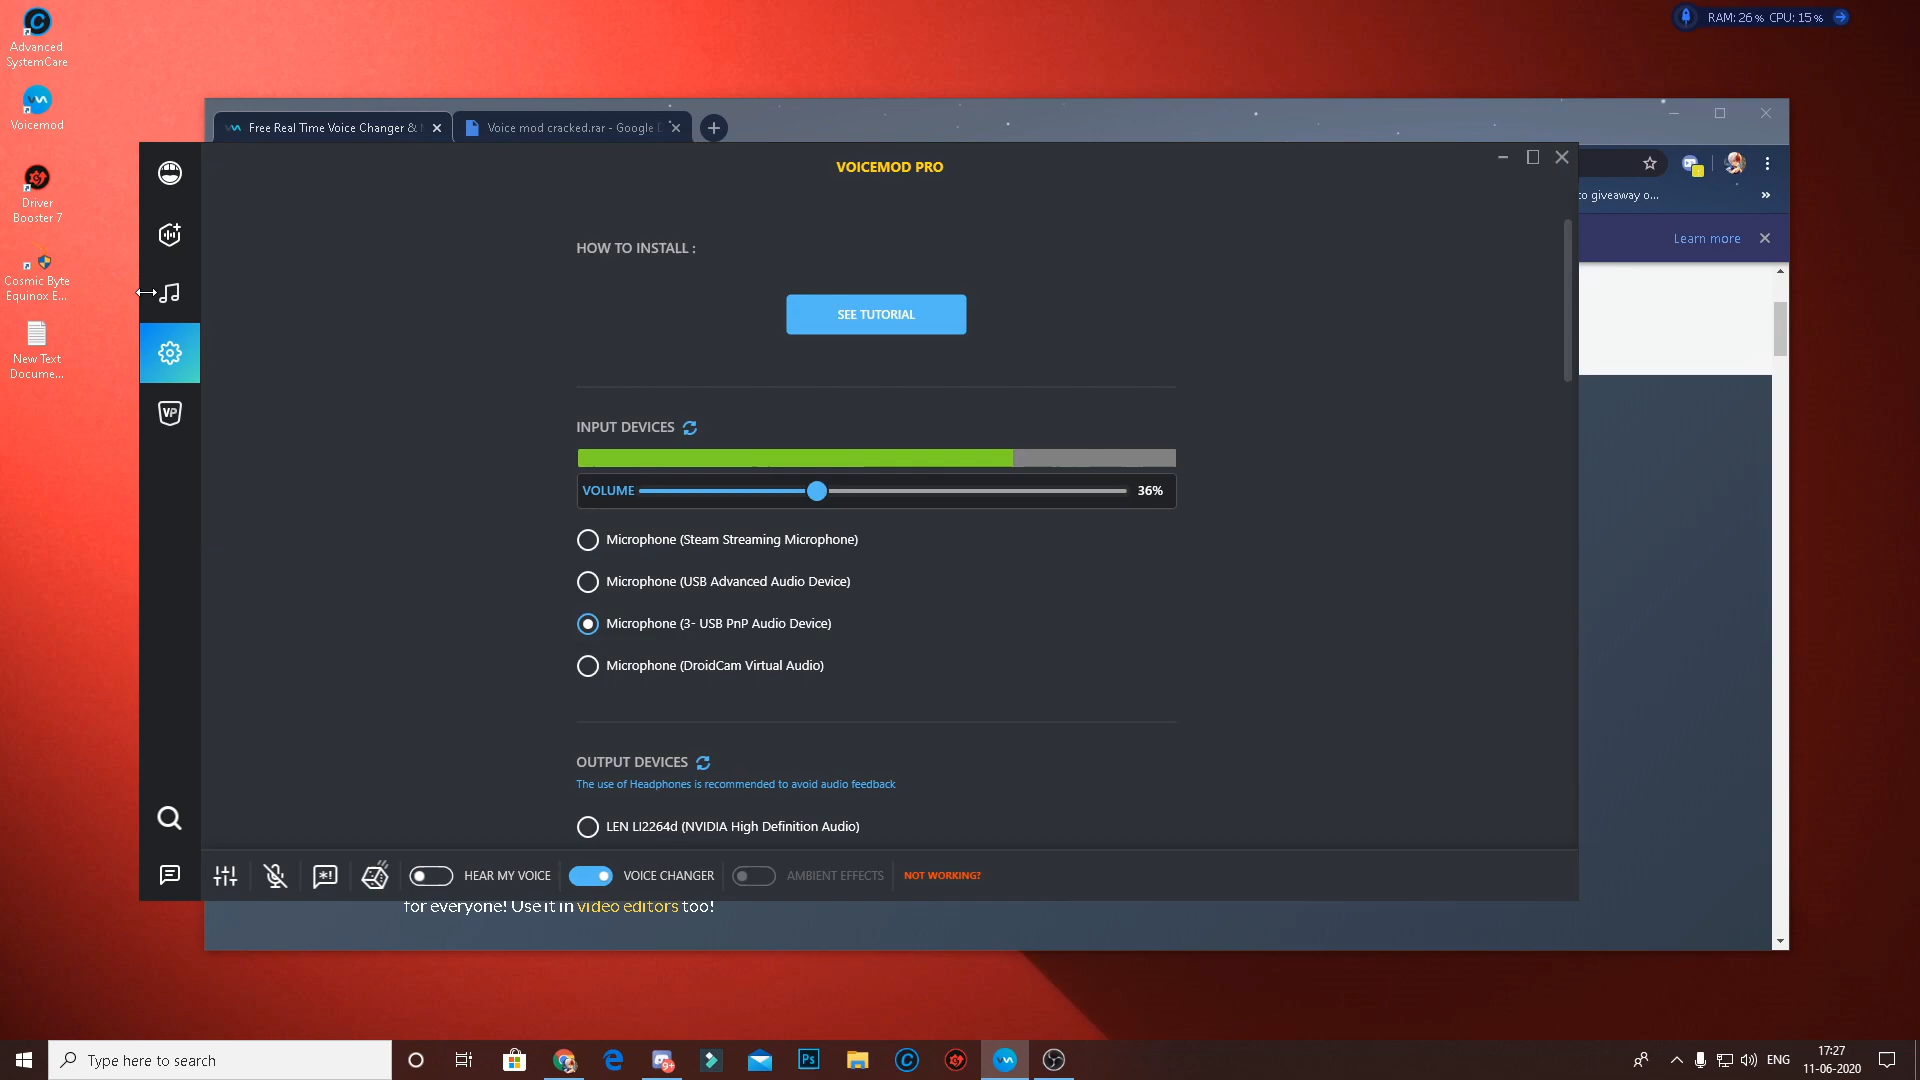 Advanced
SystemCare
Voicemod
Driver
Booster 7
Cosmic Byte
Equinox E...
New Text
Docume...
RAM: 26 % CPU: 15 %
Free Real Time Voice Changer &
Voice mod cracked.rar - Google
to giveaway o...
Learn more
VOICEMOD PRO
HOW TO INSTALL :
SEE TUTORIAL
INPUT DEVICES
VOLUME 36%
Microphone (Steam Streaming Microphone)
Microphone (USB Advanced Audio Device)
Microphone (3- USB PnP Audio Device)
Microphone (DroidCam Virtual Audio)
OUTPUT DEVICES
The use of Headphones is recommended to avoid audio feedback
LEN LI2264d (NVIDIA High Definition Audio)
HEAR MY VOICE VOICE CHANGER AMBIENT EFFECTS NOT WORKING?
for everyone! Use it in video editors too!
VP
Type here to search
Ps
9+
ENG
17:27
11-06-2020